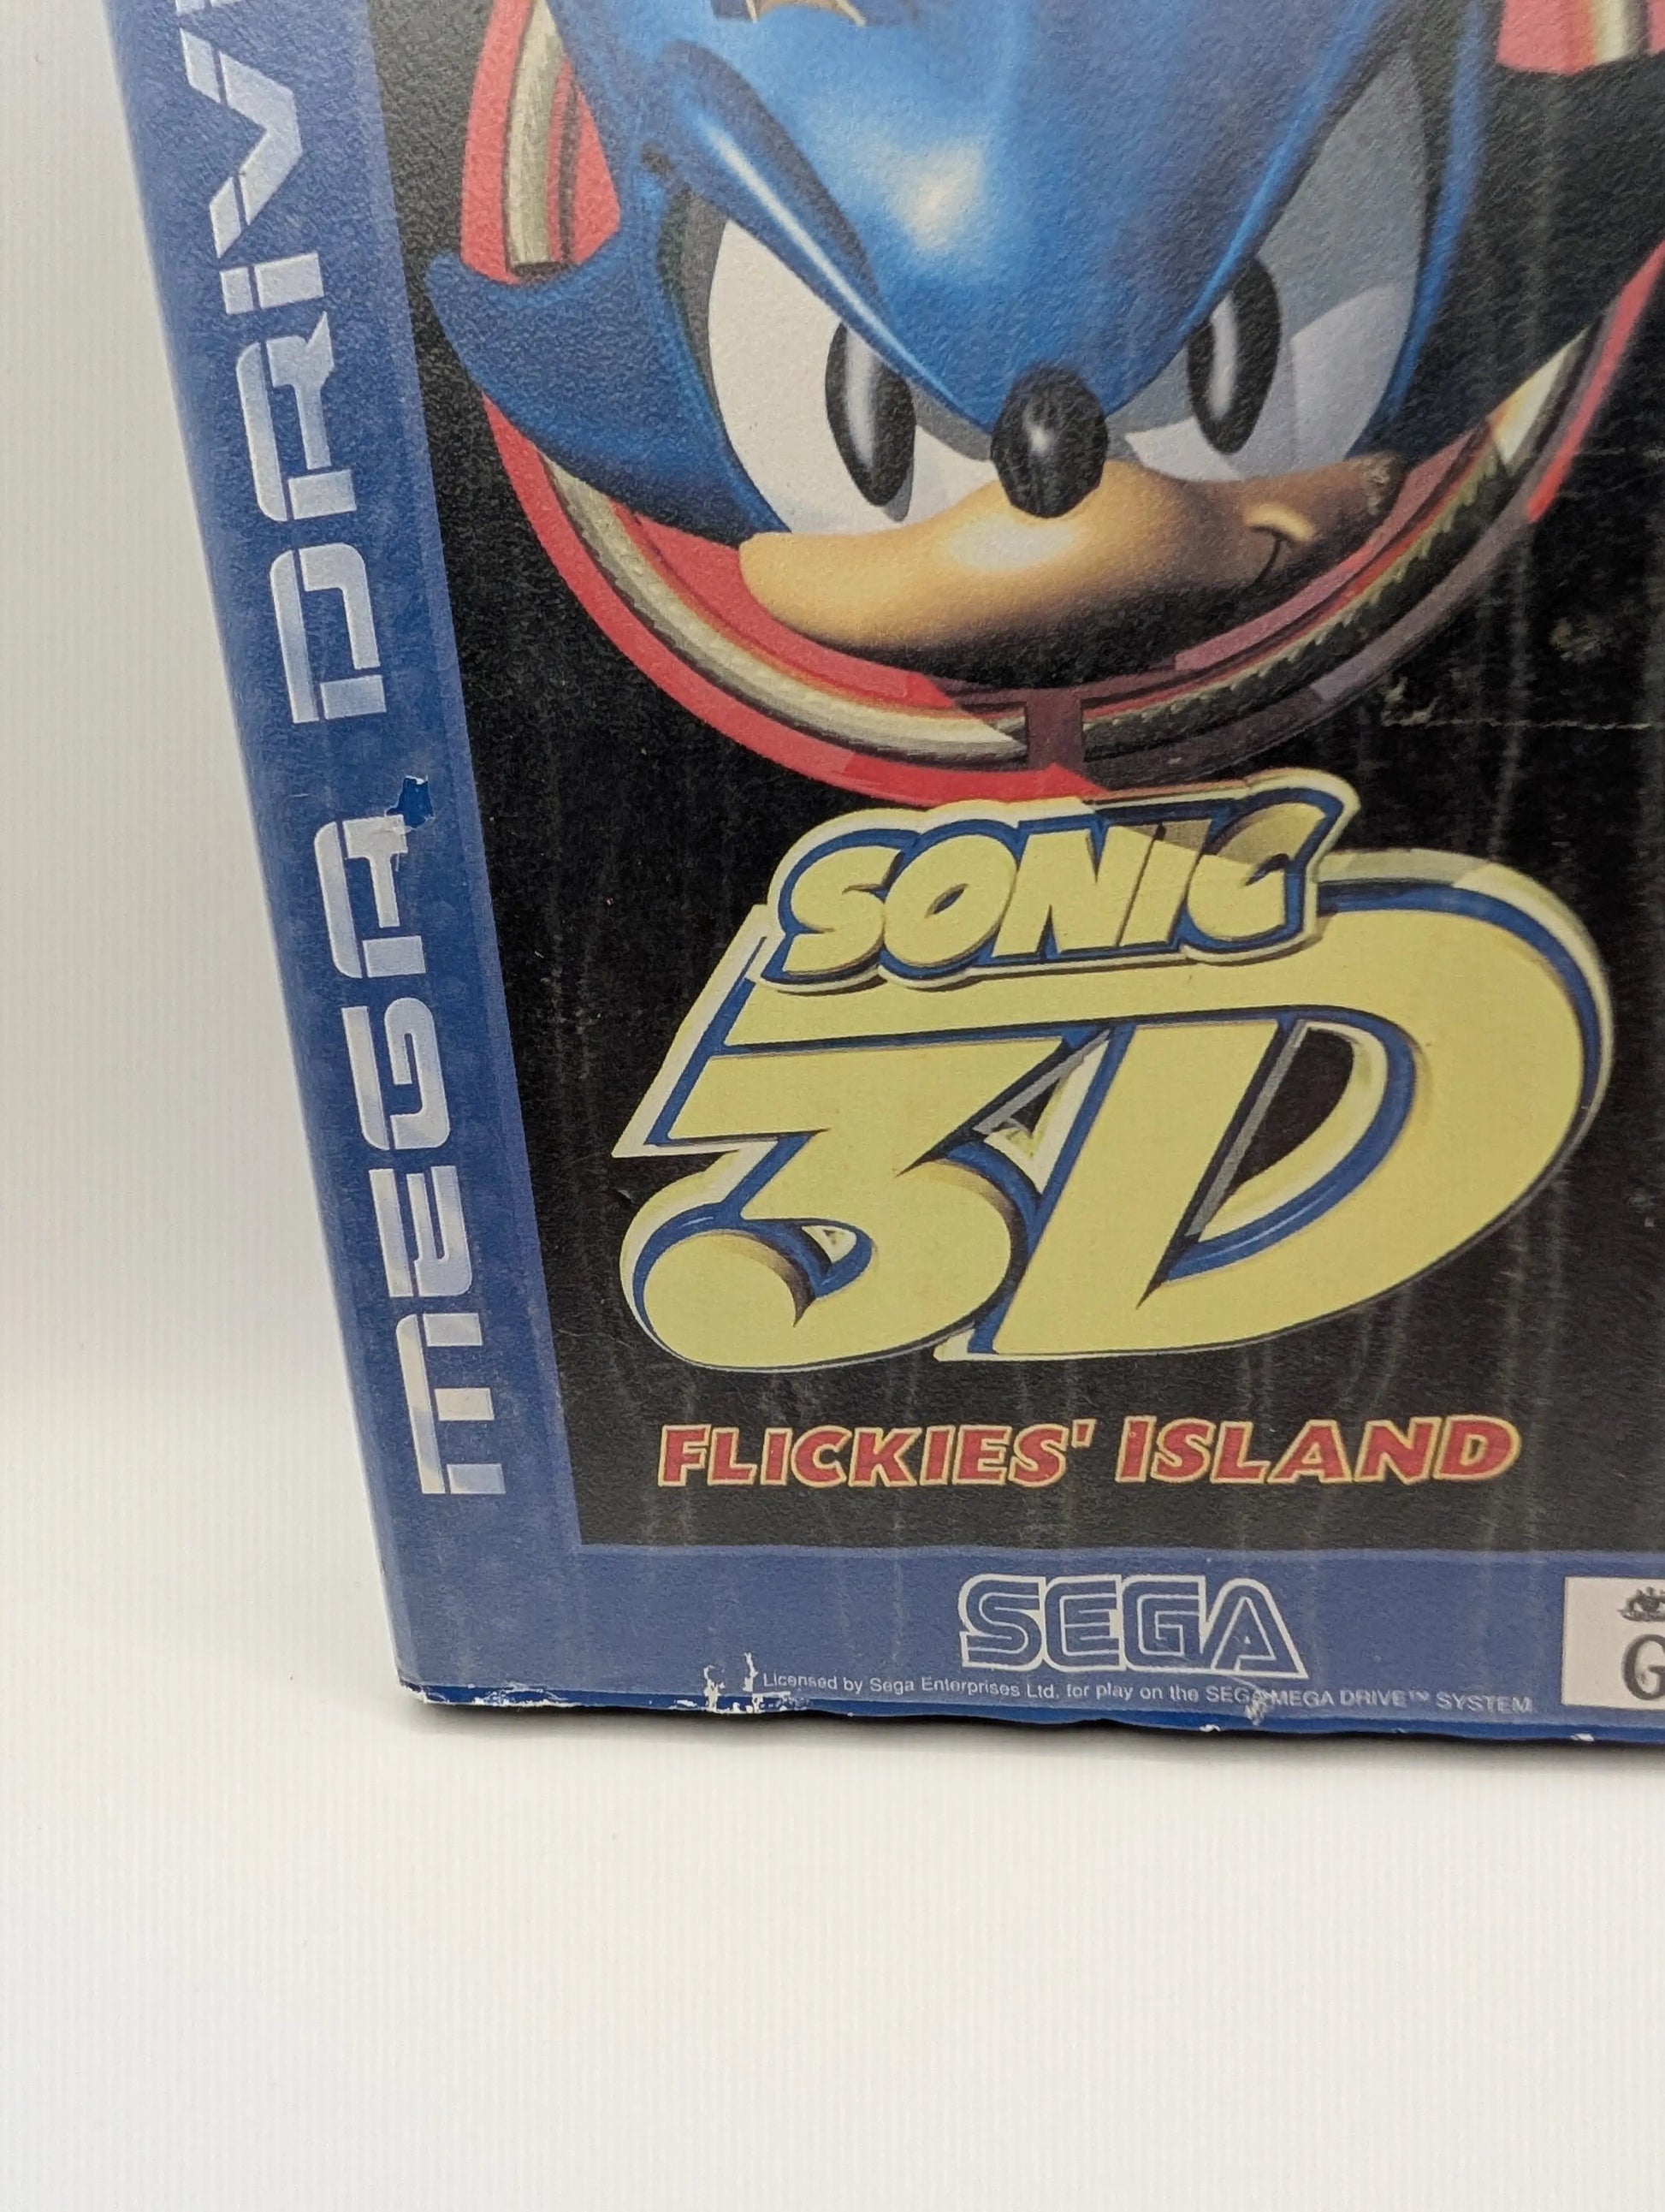 MEGA DRIV
SONIC
3D
FLICKIES' ISLAND
SEGA
Licensed by Sega Enterprises Ltd. for play on the SEGA MEGA DRIVE™ SYSTEM
G